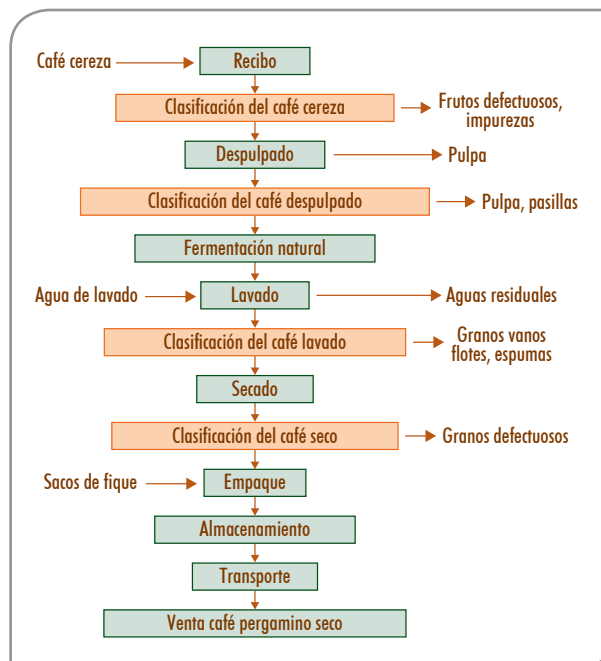 Café cereza
Recibo
Clasificación del café cereza
Frutos defectuosos,
impurezas
Despulpado
Pulpa
Clasificación del café despulpado
Pulpa, pasillas
Fermentación natural
Agua de lavado
Lavado
Aguas residuales
Clasificación del café lavado
Granos vanos
flotes, espumas
Secado
Clasificación del café seco
Granos defectuosos
Sacos de fique
Empaque
Almacenamiento
Transporte
Venta café pergamino seco